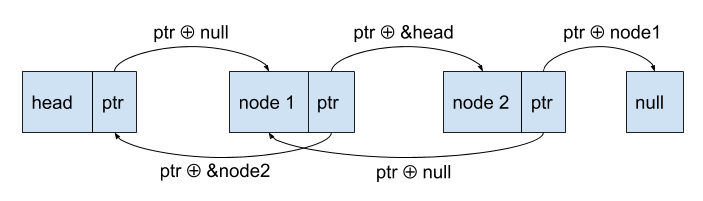 ptr ⊕ null
ptr ⊕ &head
ptr ⊕ node1
head
ptr
node 1
ptr
node 2
ptr
null
ptr ⊕ &node2
ptr ⊕ null